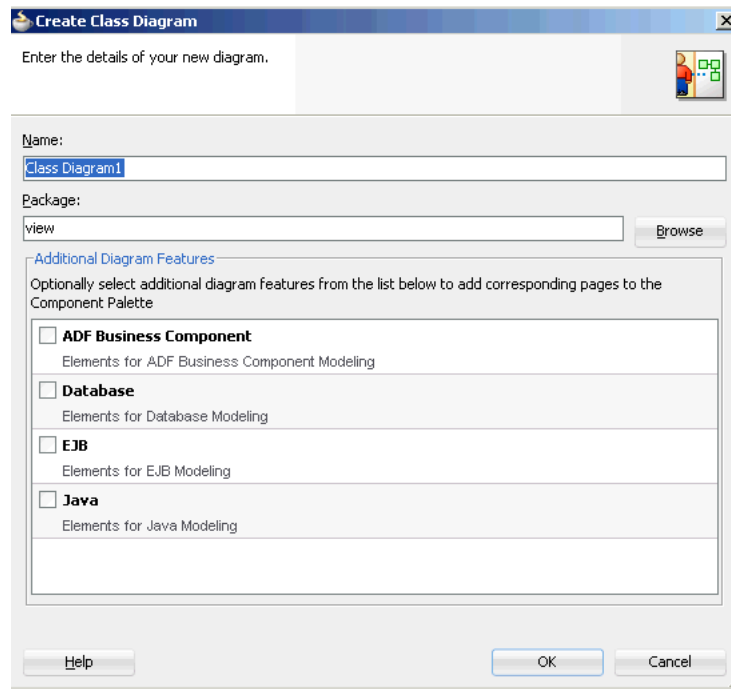 Create Class Diagram
Enter the details of your new diagram.
Name:
Class Diagram1
Package:
view
Browse
Additional Diagram Features
Optionally select additional diagram features from the list below to add corresponding pages to the
Component Palette
ADF Business Component
Elements for ADF Business Component Modeling
Database
Elements for Database Modeling
EJB
Elements for EJB Modeling
Java
Elements for Java Modeling
Help
OK
Cancel